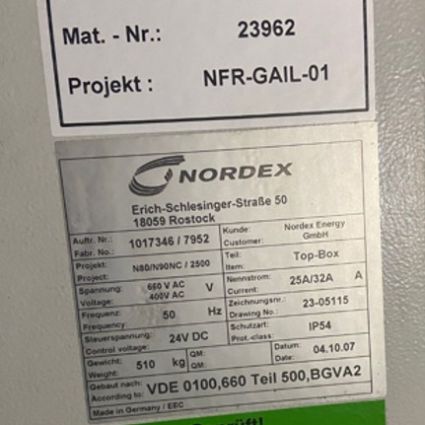 Mat. - Nr.: 23962
Projekt : NFR-GAIL-01
NORDEX
Erich-Schlesinger-Straße 50
18059 Rostock
Auftr. Nr.: 1017346 / 7952 Kunde: Nordex Energy
Fabr. No.: Customer: GmbH
Projekt: N80/N90NC / 2500 Teil: Top-Box
Project: Item:
Spannung: 660 V AC V Nennstrom: 25A/32A A
Voltage: 400V AC Current:
Frequenz: 50 Hz Zeichnungsnr.: 23-05115
Frequency Drawing No.:
Steuerspannung: 24V DC Schutzart: IP54
Control voltage: Prot.-class:
Gewicht: 510 kg QM: Datum: 04.10.07
Weight: QM: Date:
Gebaut nach: VDE 0100,660 Teil 500,BGVA2
According to:
Made in Germany / EEC